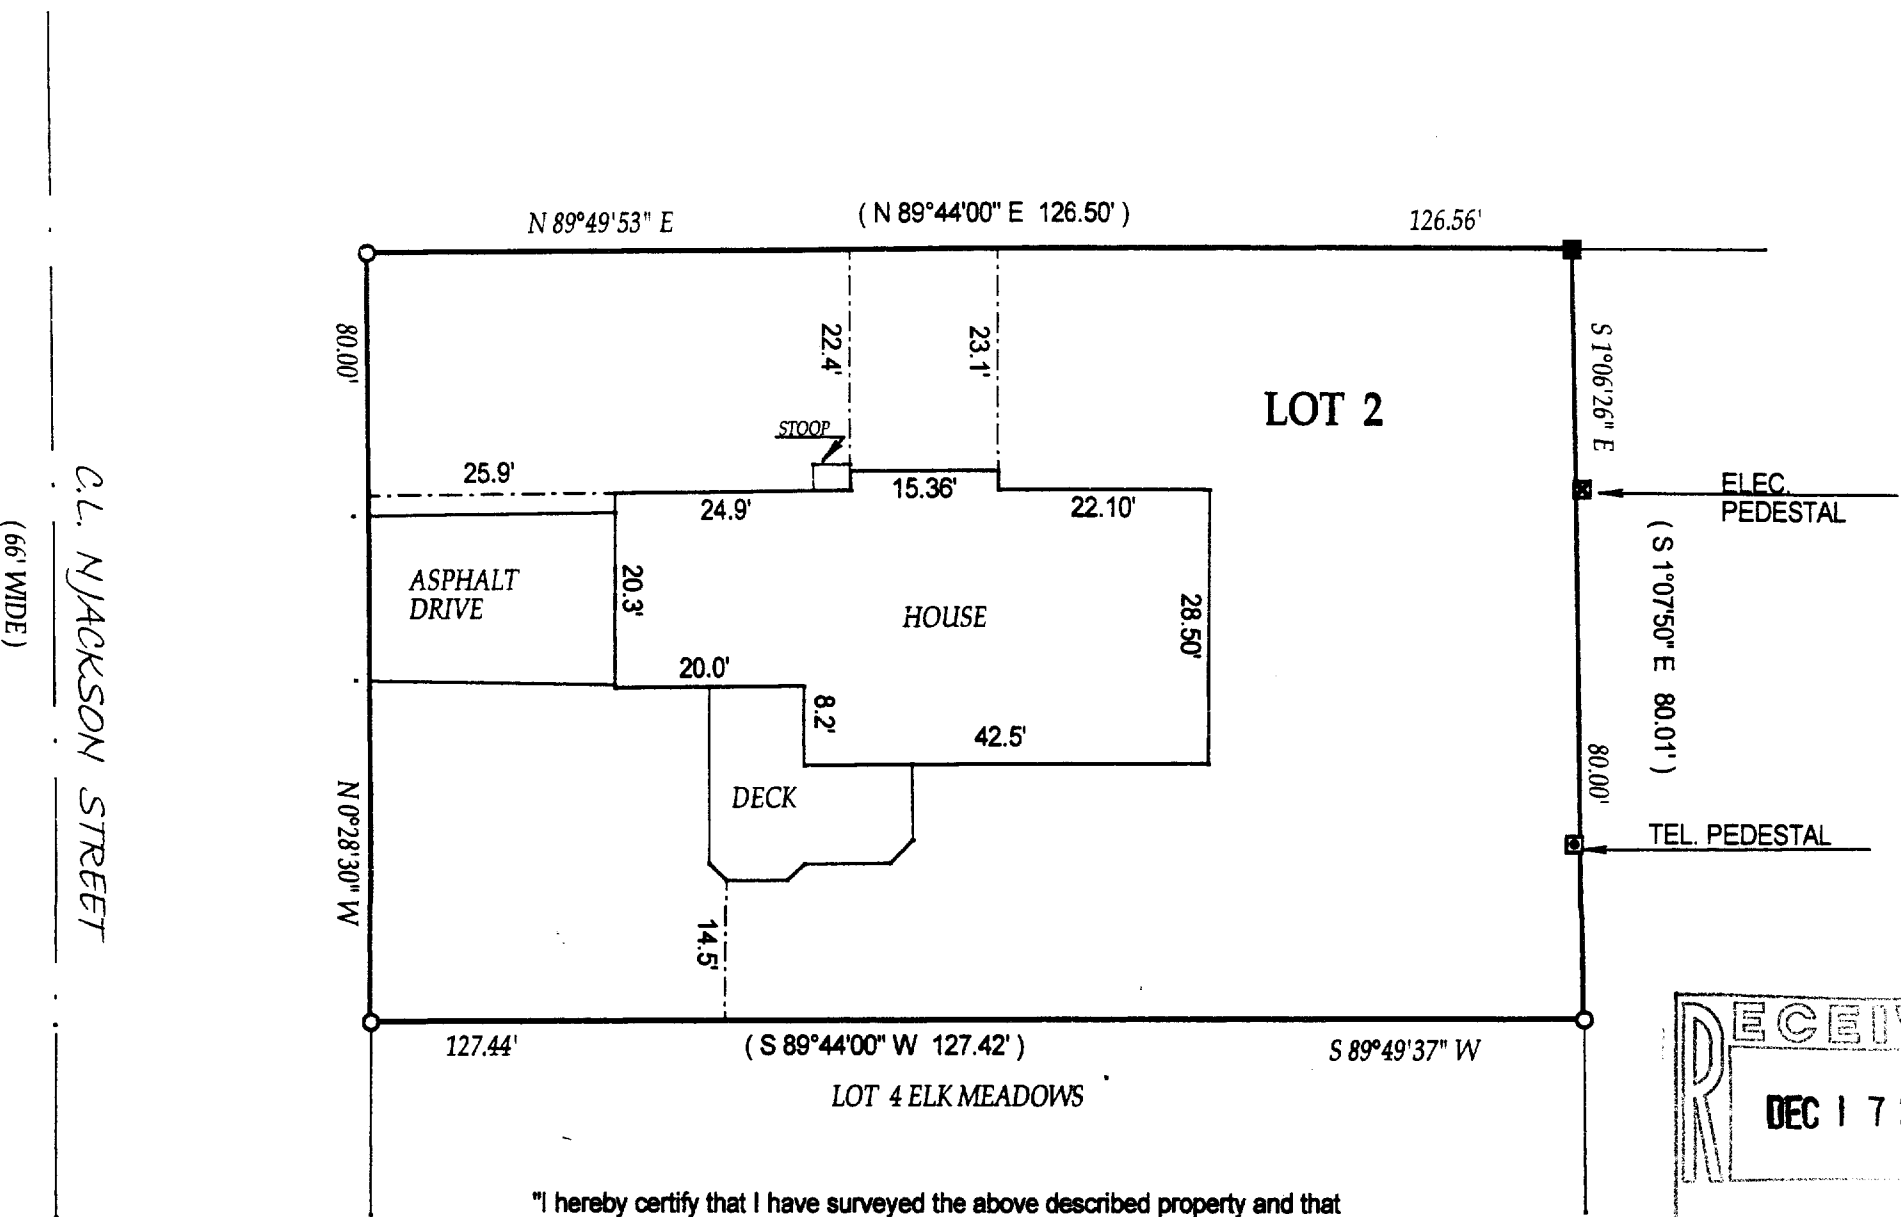 N 89°49'53" E
( N 89°44'00" E 126.50' )
126.56'
80.00'
22.4'
23.1'
LOT 2
S 1°06'26" E
STOOP
25.9'
24.9'
15.36'
22.10'
ELEC.
PEDESTAL
C.L. N JACKSON STREET
( 66' WIDE )
ASPHALT
DRIVE
20.3'
HOUSE
28.50'
( S 1°07'50" E 80.01' )
20.0'
8.2'
42.5'
DECK
80.00'
TEL. PEDESTAL
N 0°28'30" W
14.5'
127.44'
( S 89°44'00" W 127.42' )
S 89°49'37" W
LOT 4 ELK MEADOWS
RECEIV
DEC 17
"I hereby certify that I have surveyed the above described property and that